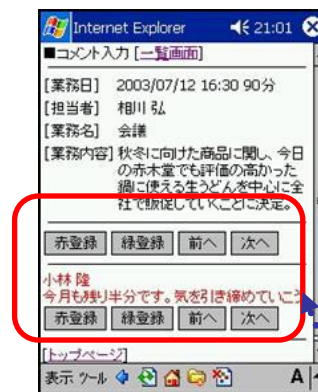 Internet Explorer 21:01
■コメント入力 [一覧画面]
[業務日] 2003/07/12 16:30 90分
[担当者] 相川 弘
[業務名] 会議
[業務内容] 秋冬に向けた商品に関し、今日
の赤木堂でも評価の高かった
鍋に使える生うどんを中心に全
社で販促していくことに決定。
赤登録 緑登録 前へ 次へ
小林 隆
今月も残り半分です。気を引き締めていこう
赤登録 緑登録 前へ 次へ
[トップページ]
表示 ツール A